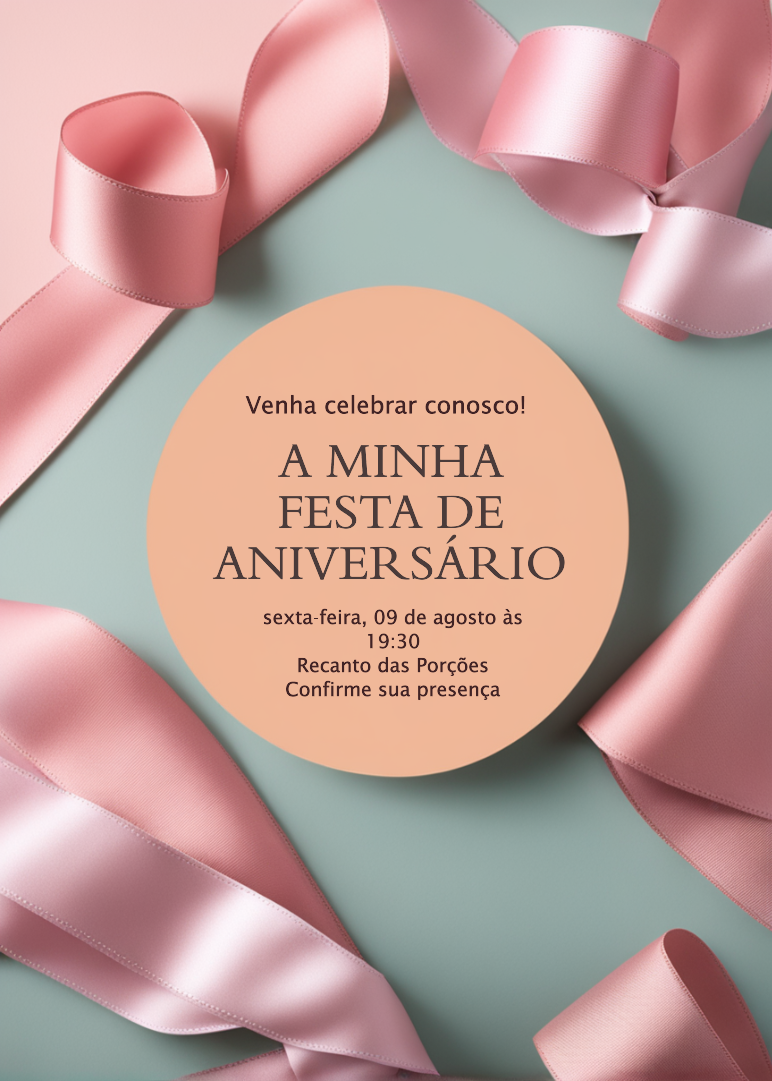 Venha celebrar conosco!
A MINHA
FESTA DE
ANIVERSÁRIO
sexta-feira, 09 de agosto às
19:30
Recanto das Porções
Confirme sua presença